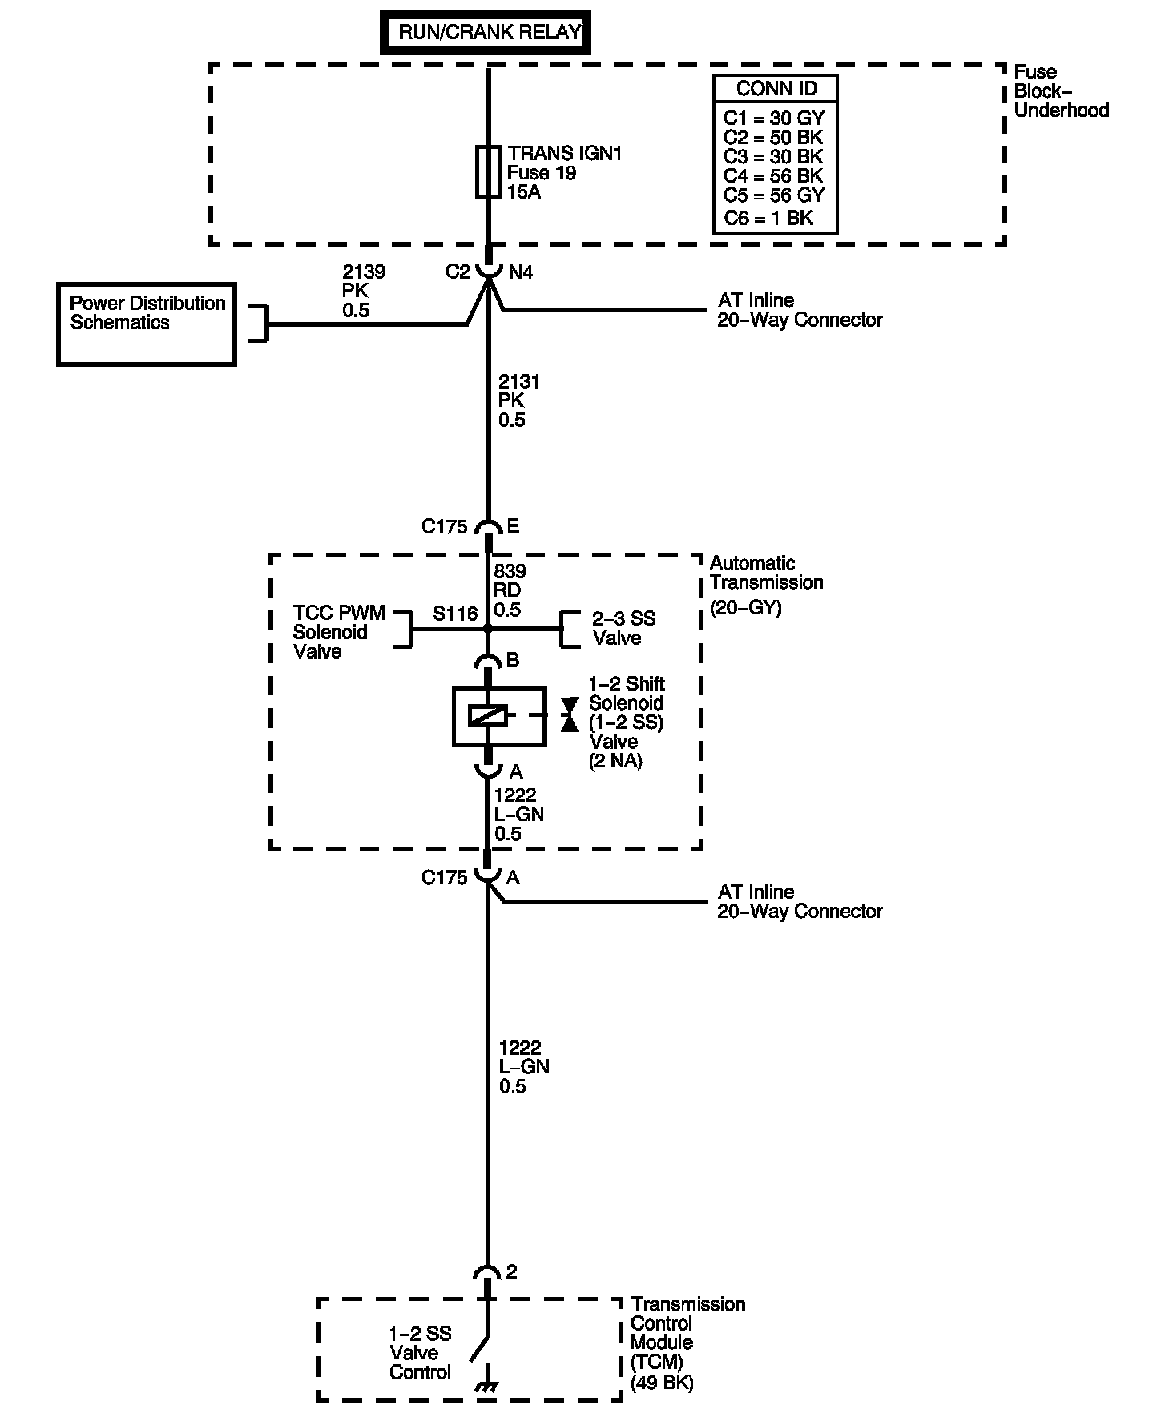 RUN/CRANK RELAY
Fuse
Block-
Underhood
CONN ID
C1 = 30 GY
C2 = 50 BK
C3 = 30 BK
C4 = 56 BK
C5 = 56 GY
C6 = 1 BK
TRANS IGN1
Fuse 19
15A
C2
N4
2139
PK
0.5
Power Distribution
Schematics
AT Inline
20-Way Connector
2131
PK
0.5
C175
E
Automatic
Transmission
(20-GY)
839
RD
0.5
TCC PWM
Solenoid
Valve
S116
2-3 SS
Valve
B
1-2 Shift
Solenoid
(1-2 SS)
Valve
(2 NA)
A
1222
L-GN
0.5
C175
A
AT Inline
20-Way Connector
1222
L-GN
0.5
2
Transmission
Control
Module
(TCM)
(49 BK)
1-2 SS
Valve
Control